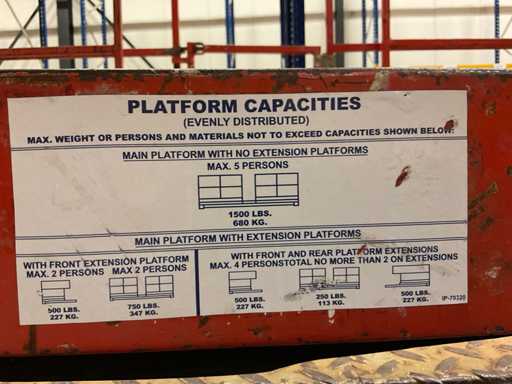 PLATFORM CAPACITIES
(EVENLY DISTRIBUTED)
MAX. WEIGHT OR PERSONS AND MATERIALS NOT TO EXCEED CAPACITIES SHOWN BELOW:
MAIN PLATFORM WITH NO EXTENSION PLATFORMS
MAX. 5 PERSONS
1500 LBS.
680 KG.
MAIN PLATFORM WITH EXTENSION PLATFORMS
WITH FRONT EXTENSION PLATFORM
MAX. 2 PERSONS MAX 2 PERSONS
500 LBS. 750 LBS.
227 KG. 347 KG.
WITH FRONT AND REAR PLATFORM EXTENSIONS
MAX. 4 PERSONSTOTAL NO MORE THAN 2 ON EXTENSIONS
500 LBS. 250 LBS. 500 LBS.
227 KG. 113 KG. 227 KG.